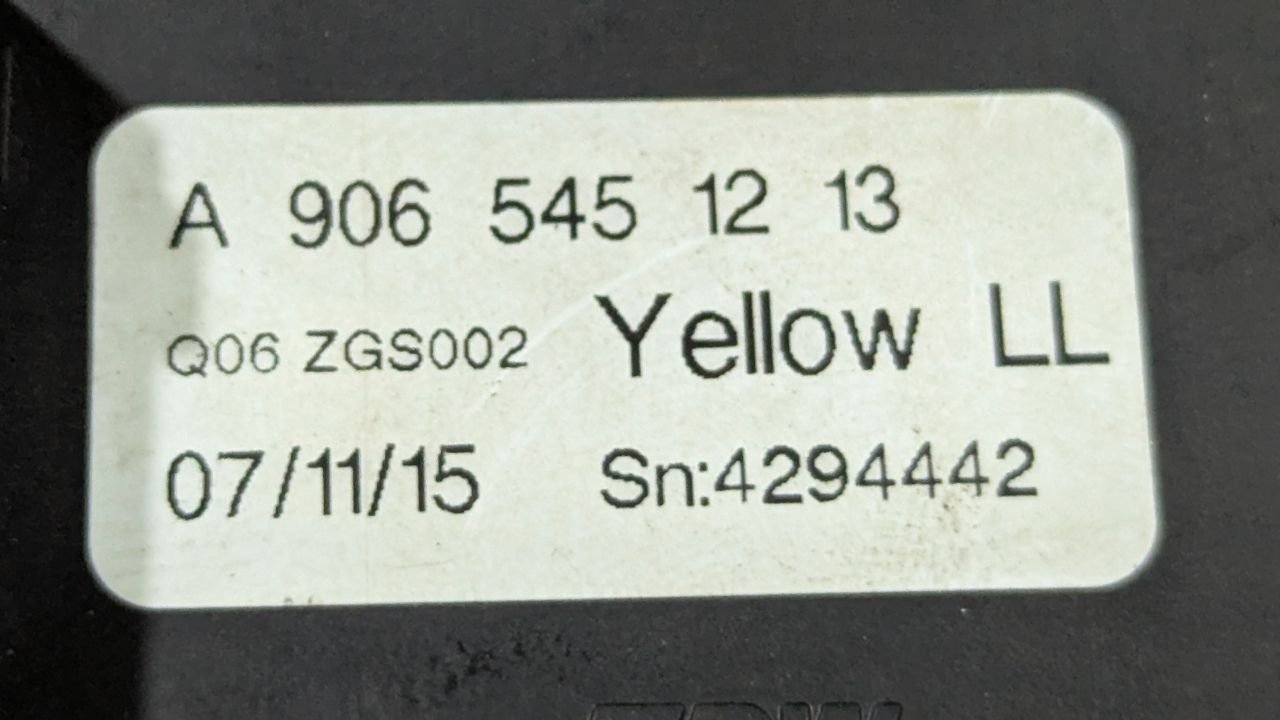 A 906 545 12 13
Q06 ZGS002 Yellow LL
07/11/15 Sn:4294442